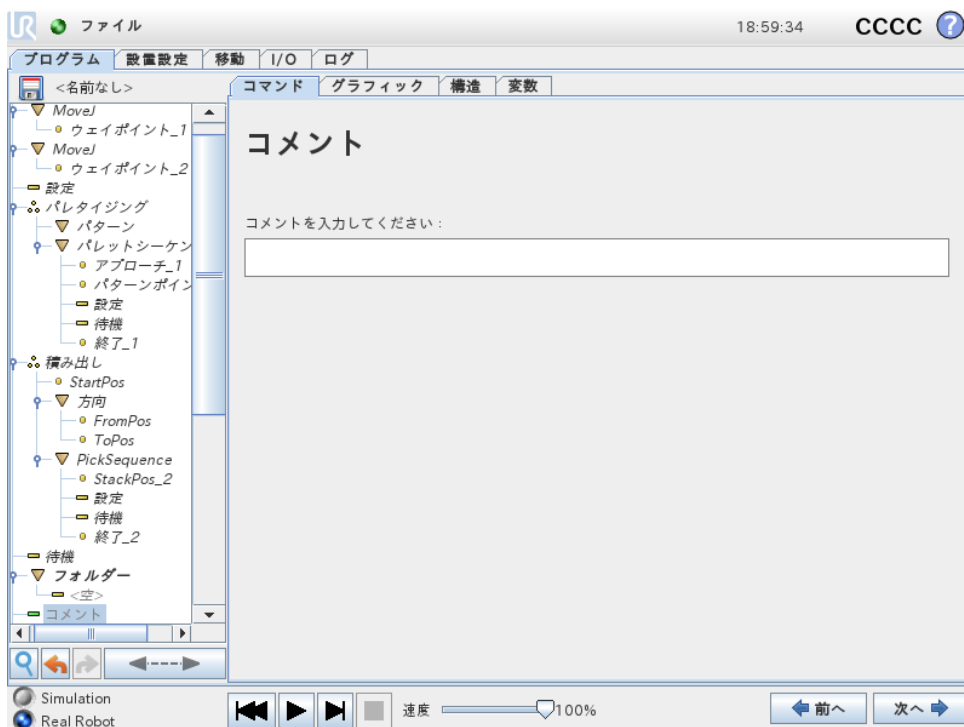 UR ファイル 18:59:34 CCCC ?
プログラム 設置設定 移動 I/O ログ
<名前なし>
コマンド グラフィック 構造 変数
MoveJ
ウェイポイント_1
MoveJ
ウェイポイント_2
設定
パレタイジング
パターン
パレットシーケン
アプローチ_1
パターンポイン
設定
待機
終了_1
積み出し
StartPos
方向
FromPos
ToPos
PickSequence
StackPos_2
設定
待機
終了_2
待機
フォルダー
<空>
コメント
コメント
コメントを入力してください：
Simulation
Real Robot
速度 100%
前へ 次へ